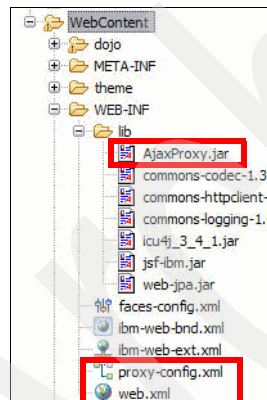 WebContent
dojo
META-INF
theme
WEB-INF
lib
AjaxProxy.jar
commons-codec-1.3
commons-httpclient-
commons-logging-1.
icu4j_3_4_1.jar
jsf-ibm.jar
web-jpa.jar
faces-config.xml
ibm-web-bnd.xml
ibm-web-ext.xml
proxy-config.xml
web.xml